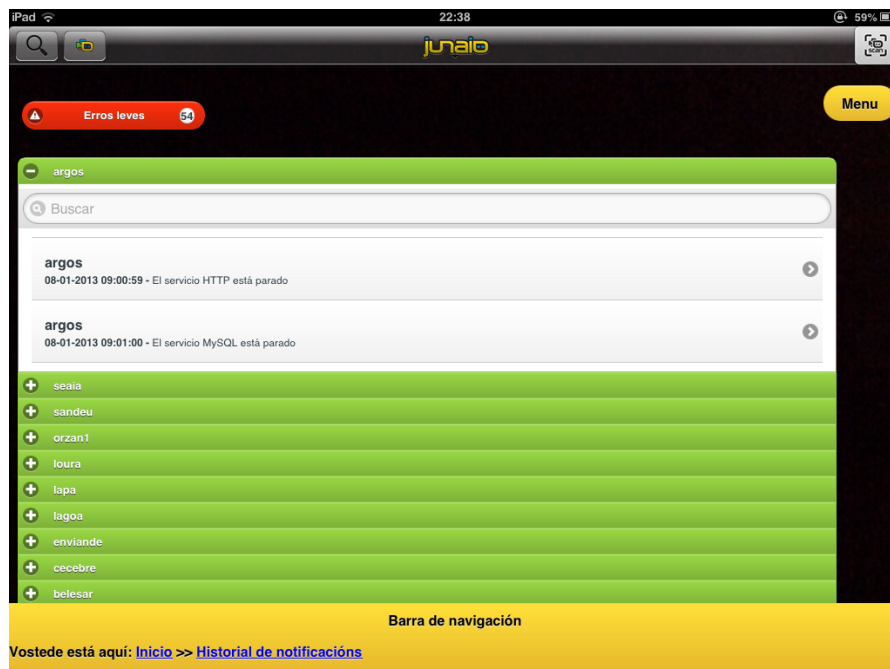 iPad 22:38 59%
junaio
scan
Menu
Erros leves 54
argos
Buscar
argos
08-01-2013 09:00:59 - El servicio HTTP está parado
argos
08-01-2013 09:01:00 - El servicio MySQL está parado
seaia
sandeu
orzan1
loura
lapa
lagoa
enviande
cecebre
belesar
Barra de navigación
Vostede está aquí: Inicio >> Historial de notificacións